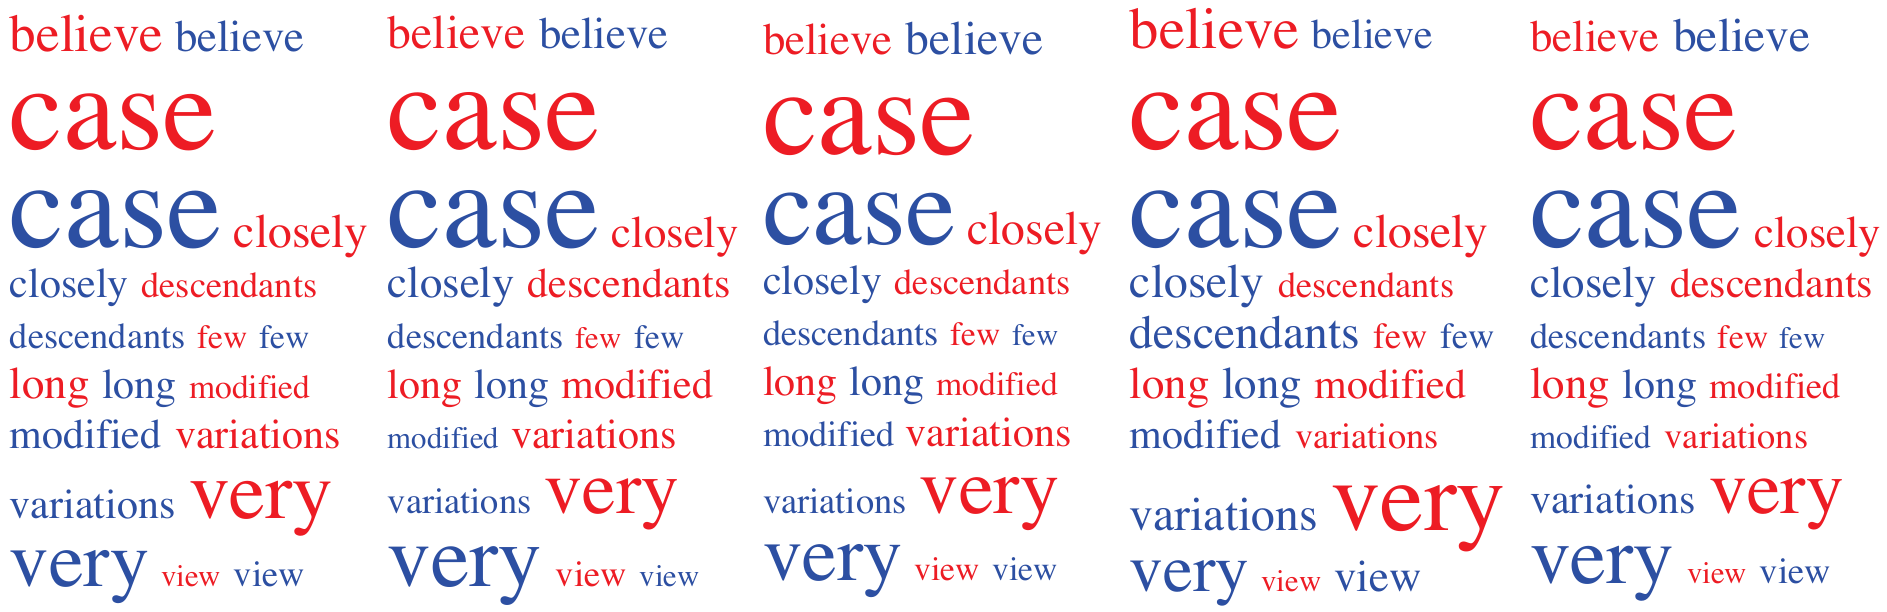 believe believe
case
case closely
closely descendants
descendants few few
long long modified
modified variations
variations very
very view view
believe believe
case
case closely
closely descendants
descendants few few
long long modified
modified variations
variations very
very view view
believe believe
case
case closely
closely descendants
descendants few few
long long modified
modified variations
variations very
very view view
believe believe
case
case closely
closely descendants
descendants few few
long long modified
modified variations
variations very
very view view
believe believe
case
case closely
closely descendants
descendants few few
long long modified
modified variations
variations very
very view view